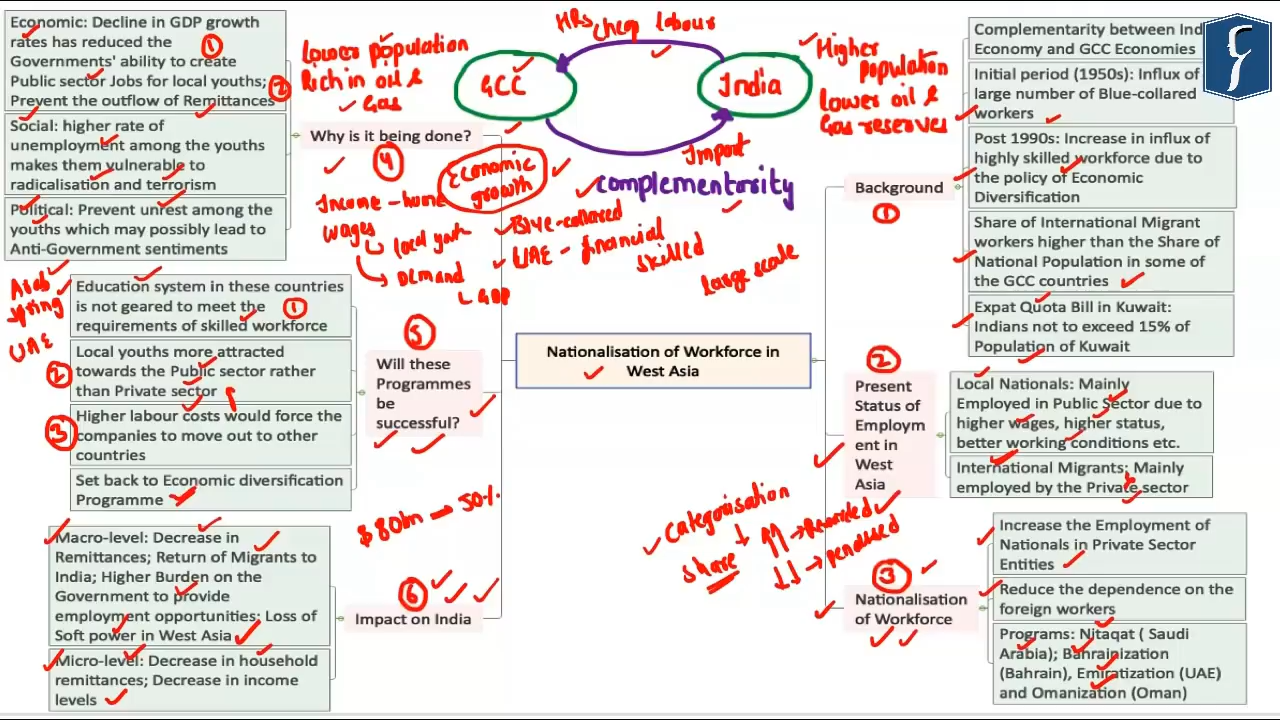 Economic: Decline in GDP growth
rates has reduced the
Governments' ability to create
Public sector Jobs for local youths;
Prevent the outflow of Remittances
1
2
Social: higher rate of
unemployment among the youths
makes them vulnerable to
radicalisation and terrorism
Political: Prevent unrest among the
youths which may possibly lead to
Anti-Government sentiments
Why is it being done?
4
Lower population
Rich in oil &
Gas
GCC
HRs cheap labour
India
Import
complementarity
Higher
population
Lower oil &
Gas reserves
Economic
growth
Income - home
wages
local youth
Demand
GDP
Blue-collared
UAE - financial
skilled
large scale
Complementarity between Ind
Economy and GCC Economies
Initial period (1950s): Influx of
large number of Blue-collared
workers
Post 1990s: Increase in influx of
highly skilled workforce due to
the policy of Economic
Diversification
Share of International Migrant
workers higher than the Share of
National Population in some of
the GCC countries
Expat Quota Bill in Kuwait:
Indians not to exceed 15% of
Population of Kuwait
Background
1
Nationalisation of Workforce in
West Asia
Arab
spring
UAE
Education system in these countries
is not geared to meet the
requirements of skilled workforce
1
Local youths more attracted
towards the Public sector rather
than Private sector
2
Higher labour costs would force the
companies to move out to other
countries
3
Set back to Economic diversification
Programme
5
Will these
Programmes
be
successful?
2
Present
Status of
Employm
ent in
West
Asia
Local Nationals: Mainly
Employed in Public Sector due to
higher wages, higher status,
better working conditions etc.
International Migrants: Mainly
employed by the Private sector
$80bn 50%
Categorisation
share
Rewarded
penalised
Macro-level: Decrease in
Remittances; Return of Migrants to
India; Higher Burden on the
Government to provide
employment opportunities; Loss of
Soft power in West Asia
Micro-level: Decrease in household
remittances; Decrease in income
levels
6
Impact on India
3
Nationalisation
of Workforce
Increase the Employment of
Nationals in Private Sector
Entities
Reduce the dependence on the
foreign workers
Programs: Nitaqat ( Saudi
Arabia); Bahrainization
(Bahrain), Emiratization (UAE)
and Omanization (Oman)